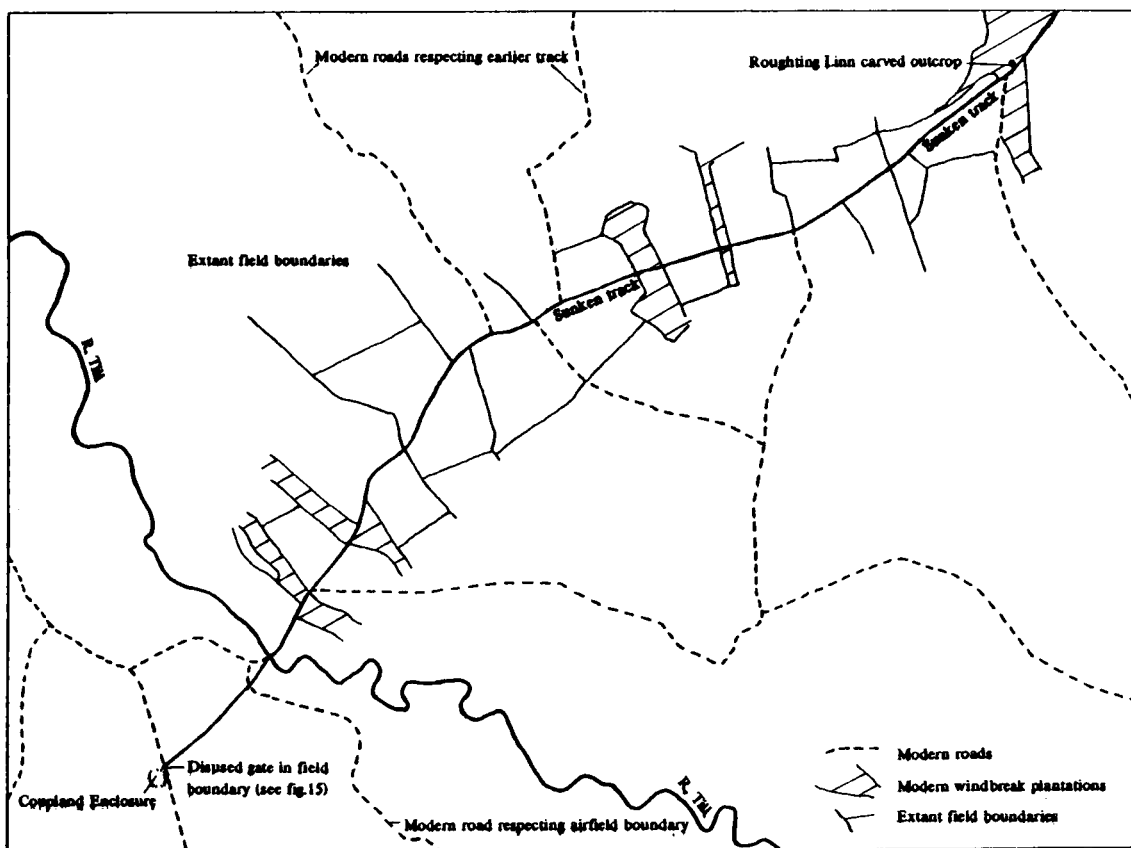 Modern roads respecting earlier track
Roughting Linn carved outcrop
Sunken track
Extant field boundaries
Sunken track
R. Till
Disused gate in field
boundary (see fig.15)
Coupland Enclosure
Modern road respecting airfield boundary
R. Till
Modern roads
Modern windbreak plantations
Extant field boundaries